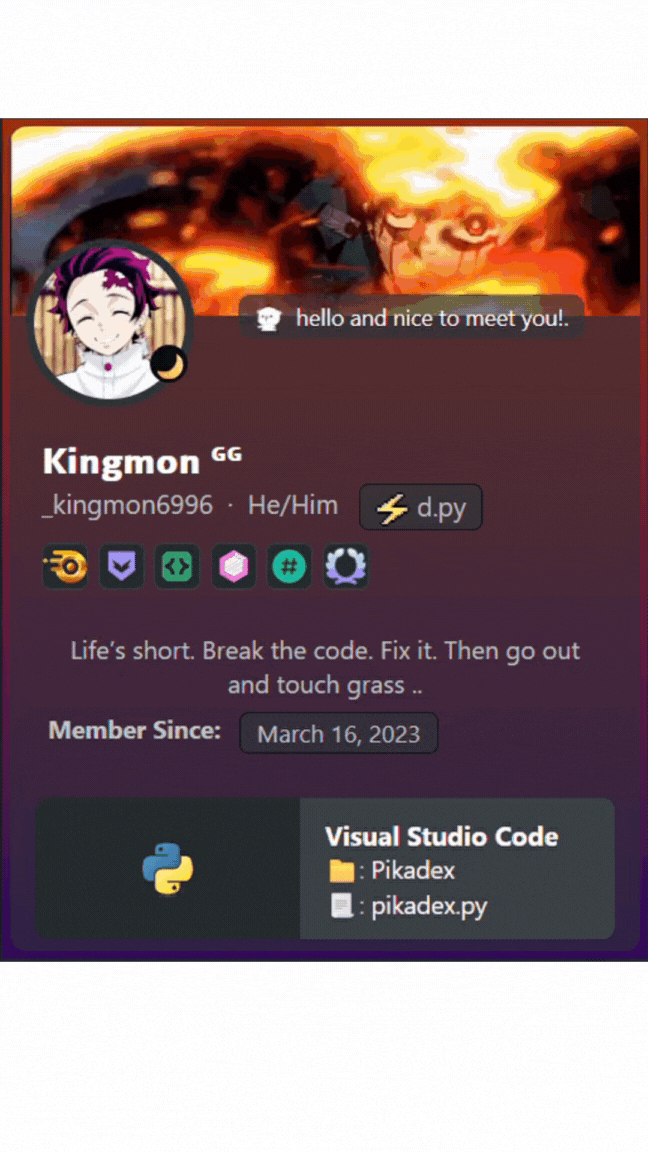 hello and nice to meet you!.
Kingmon ᴳᴳ
_kingmon6996 · He/Him d.py
#
Life’s short. Break the code. Fix it. Then go out
and touch grass ..
Member Since: March 16, 2023
Visual Studio Code
: Pikadex
: pikadex.py